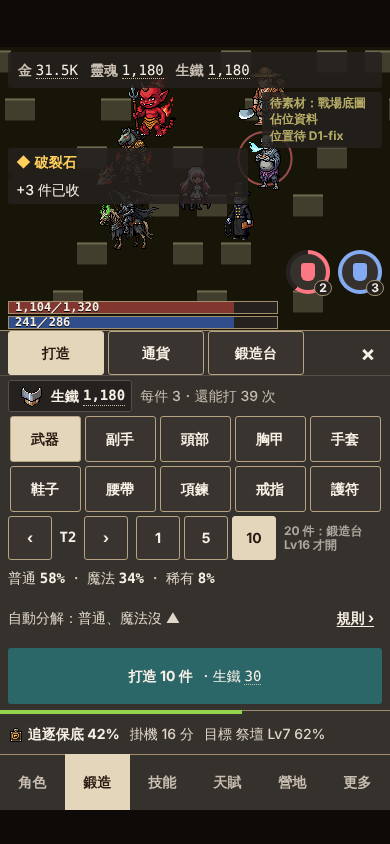 金 31.5K 靈魂 1,180 生鐵 1,180
待素材：戰場底圖
佔位資料
位置待 D1-fix
◆ 破裂石
+3 件已收
2
3
1,104／1,320
241／286
打造 通貨 鍛造台 ×
生鐵 1,180 每件 3 · 還能打 39 次
武器 副手 頭部 胸甲 手套
鞋子 腰帶 項鍊 戒指 護符
‹ T2 › 1 5 10 20 件：鍛造台
Lv16 才開
普通 58% · 魔法 34% · 稀有 8%
自動分解：普通、魔法沒 ▲ 規則 ›
打造 10 件 · 生鐵 30
追逐保底 42% 掛機 16 分 目標 祭壇 Lv7 62%
角色 鍛造 技能 天賦 營地 更多